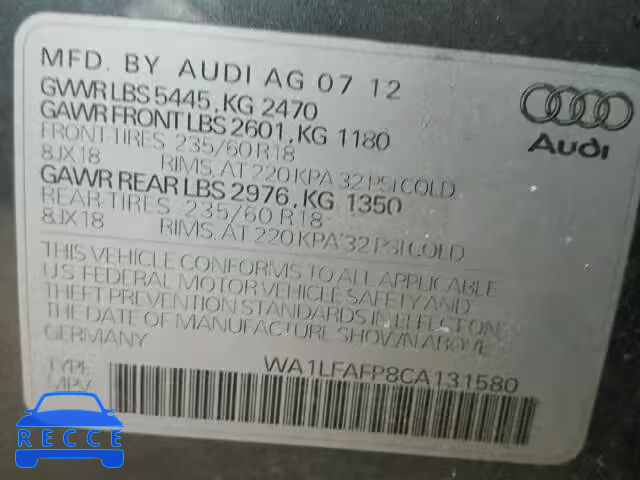 MFD. BY AUDI AG 07 12
GWWR LBS 5445, KG 2470
GAWR FRONT LBS 2601, KG 1180
FRONT TIRES 235/60 R18
8JX18 RIMS, AT 220 KPA 32 PSI COLD
GAWR REAR LBS 2976, KG 1350
REAR TIRES 235/60 R18
8JX18 RIMS, AT 220 KPA 32 PSI COLD
THIS VEHICLE CONFORMS TO ALL APPLICABLE
U.S. FEDERAL MOTOR VEHICLE SAFETY AND
THEFT PREVENTION STANDARDS IN EFFECT ON
THE DATE OF MANUFACTURE SHOWN ABOVE
GERMANY
WA1LFAFP8CA131580
TYPE
MPV
Audi
RECCE